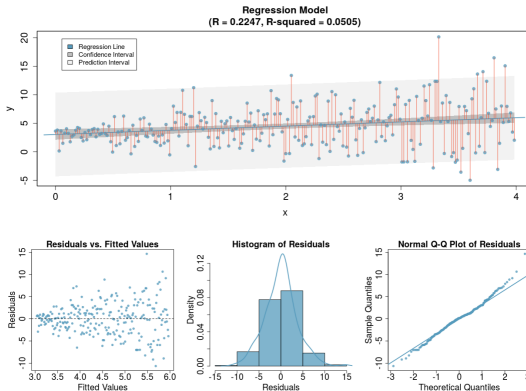 Regression Model
(R = 0.2247, R-squared = 0.0505)
Regression Line
Confidence Interval
Prediction Interval
y
20
15
10
5
0
-5
0 1 2 3 4
x
Residuals vs. Fitted Values
Residuals
15
10
5
0
-5
-10
3.0 3.5 4.0 4.5 5.0 5.5 6.0
Fitted Values
Histogram of Residuals
Density
0.12
0.08
0.04
0.00
-15 -10 -5 0 5 10 15
Residuals
Normal Q-Q Plot of Residuals
Sample Quantiles
15
10
5
0
-5
-10
-3 -2 -1 0 1 2
Theoretical Quantiles